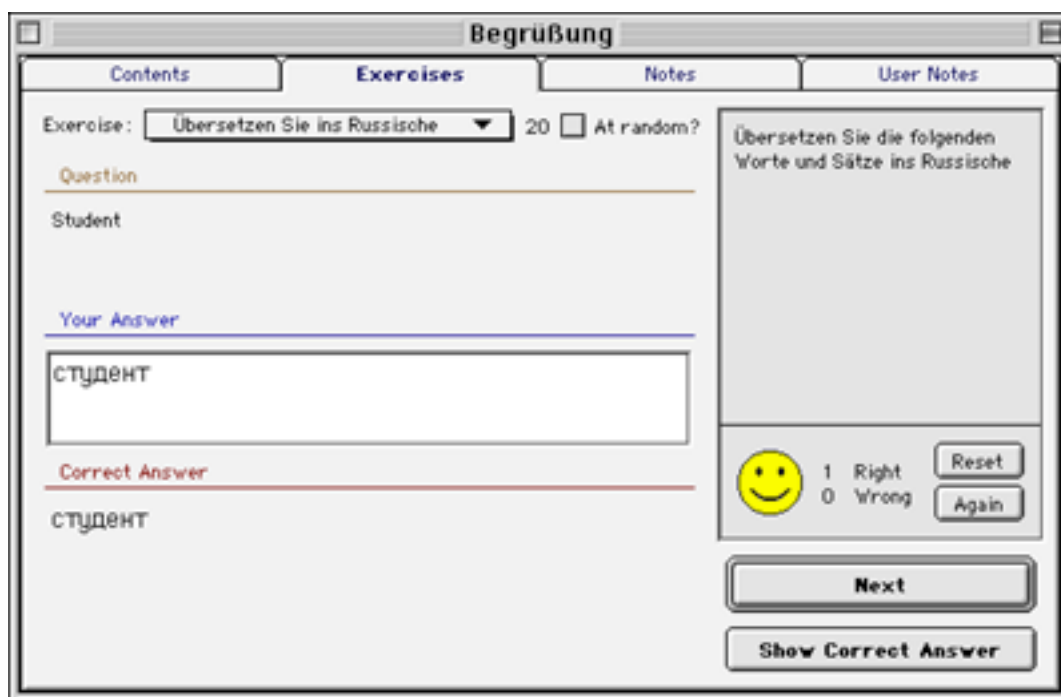 Begrüßung
Contents Exercises Notes User Notes
Exercise: Übersetzen Sie ins Russische 20 At random?
Question
Student
Your Answer
студент
Correct Answer
студент
Übersetzen Sie die folgenden
Worte und Sätze ins Russische
1 Right
0 Wrong
Reset
Again
Next
Show Correct Answer